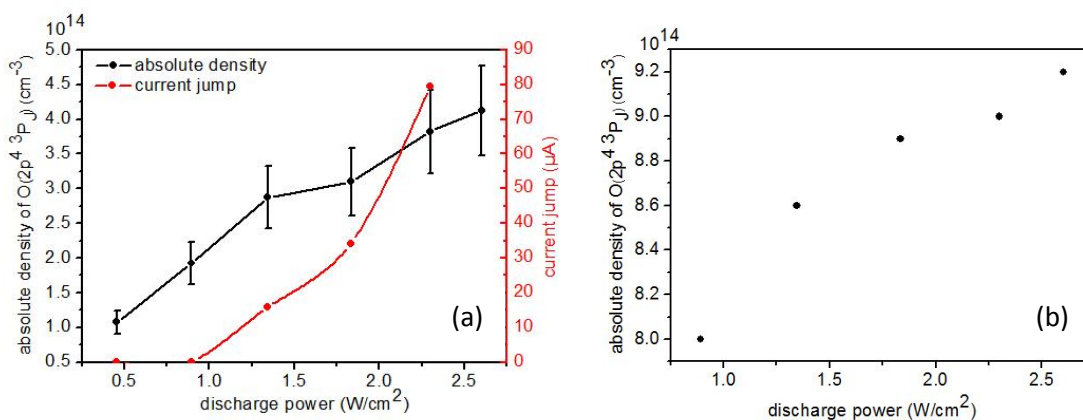 10^14
absolute density of O(2p^4 3P_J) (cm^-3)
5.0
4.5
4.0
3.5
3.0
2.5
2.0
1.5
1.0
0.5
absolute density
current jump
90
80
70
60
50
40
30
20
10
0
current jump (µA)
(a)
0.5 1.0 1.5 2.0 2.5
discharge power (W/cm²)
10^14
absolute density of O(2p^4 3P_J) (cm^-3)
9.2
9.0
8.8
8.6
8.4
8.2
8.0
(b)
1.0 1.5 2.0 2.5
discharge power (W/cm²)